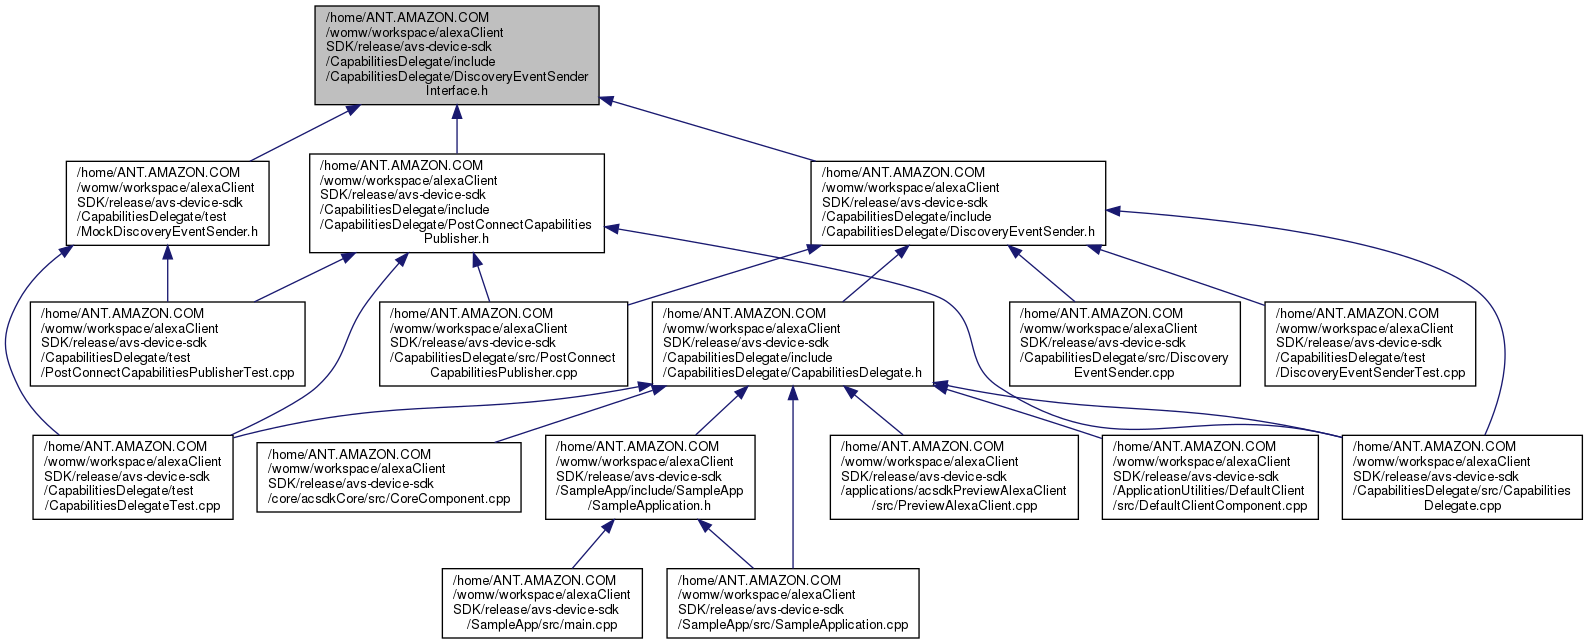 /home/ANT.AMAZON.COM
/womw/workspace/alexaClient
SDK/release/avs-device-sdk
/CapabilitiesDelegate/include
/CapabilitiesDelegate/DiscoveryEventSender
Interface.h
/home/ANT.AMAZON.COM
/womw/workspace/alexaClient
SDK/release/avs-device-sdk
/CapabilitiesDelegate/test
/MockDiscoveryEventSender.h
/home/ANT.AMAZON.COM
/womw/workspace/alexaClient
SDK/release/avs-device-sdk
/CapabilitiesDelegate/include
/CapabilitiesDelegate/PostConnectCapabilities
Publisher.h
/home/ANT.AMAZON.COM
/womw/workspace/alexaClient
SDK/release/avs-device-sdk
/CapabilitiesDelegate/include
/CapabilitiesDelegate/DiscoveryEventSender.h
/home/ANT.AMAZON.COM
/womw/workspace/alexaClient
SDK/release/avs-device-sdk
/CapabilitiesDelegate/test
/PostConnectCapabilitiesPublisherTest.cpp
/home/ANT.AMAZON.COM
/womw/workspace/alexaClient
SDK/release/avs-device-sdk
/CapabilitiesDelegate/src/PostConnect
CapabilitiesPublisher.cpp
/home/ANT.AMAZON.COM
/womw/workspace/alexaClient
SDK/release/avs-device-sdk
/CapabilitiesDelegate/include
/CapabilitiesDelegate/CapabilitiesDelegate.h
/home/ANT.AMAZON.COM
/womw/workspace/alexaClient
SDK/release/avs-device-sdk
/CapabilitiesDelegate/src/Discovery
EventSender.cpp
/home/ANT.AMAZON.COM
/womw/workspace/alexaClient
SDK/release/avs-device-sdk
/CapabilitiesDelegate/test
/DiscoveryEventSenderTest.cpp
/home/ANT.AMAZON.COM
/womw/workspace/alexaClient
SDK/release/avs-device-sdk
/CapabilitiesDelegate/test
/CapabilitiesDelegateTest.cpp
/home/ANT.AMAZON.COM
/womw/workspace/alexaClient
SDK/release/avs-device-sdk
/core/acsdkCore/src/CoreComponent.cpp
/home/ANT.AMAZON.COM
/womw/workspace/alexaClient
SDK/release/avs-device-sdk
/SampleApp/include/SampleApp
/SampleApplication.h
/home/ANT.AMAZON.COM
/womw/workspace/alexaClient
SDK/release/avs-device-sdk
/applications/acsdkPreviewAlexaClient
/src/PreviewAlexaClient.cpp
/home/ANT.AMAZON.COM
/womw/workspace/alexaClient
SDK/release/avs-device-sdk
/ApplicationUtilities/DefaultClient
/src/DefaultClientComponent.cpp
/home/ANT.AMAZON.COM
/womw/workspace/alexaClient
SDK/release/avs-device-sdk
/CapabilitiesDelegate/src/Capabilities
Delegate.cpp
/home/ANT.AMAZON.COM
/womw/workspace/alexaClient
SDK/release/avs-device-sdk
/SampleApp/src/main.cpp
/home/ANT.AMAZON.COM
/womw/workspace/alexaClient
SDK/release/avs-device-sdk
/SampleApp/src/SampleApplication.cpp